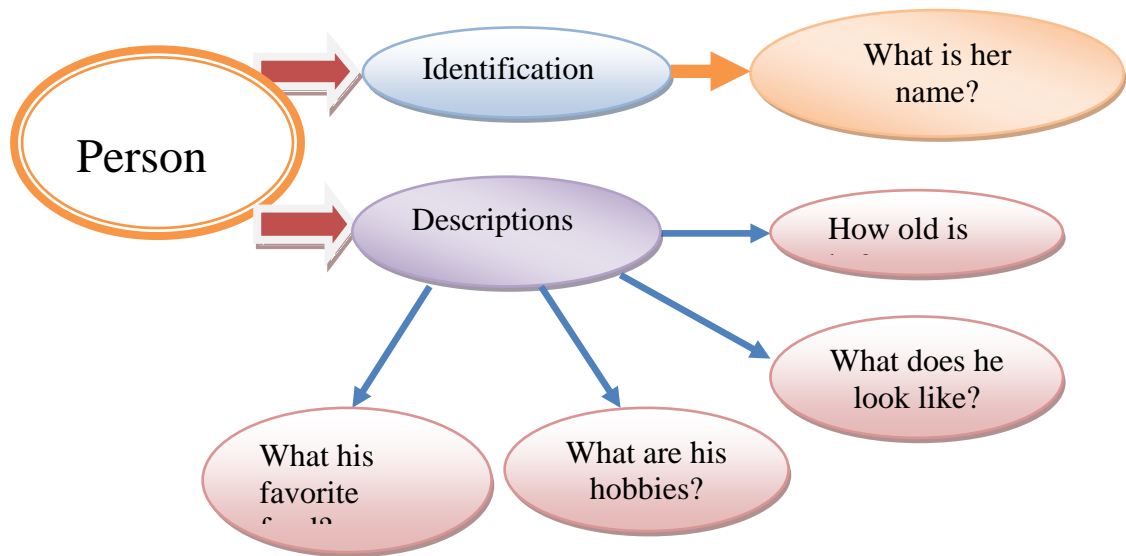 Person
Identification
What is her
name?
Descriptions
How old is
What does he
look like?
What his
favorite
What are his
hobbies?